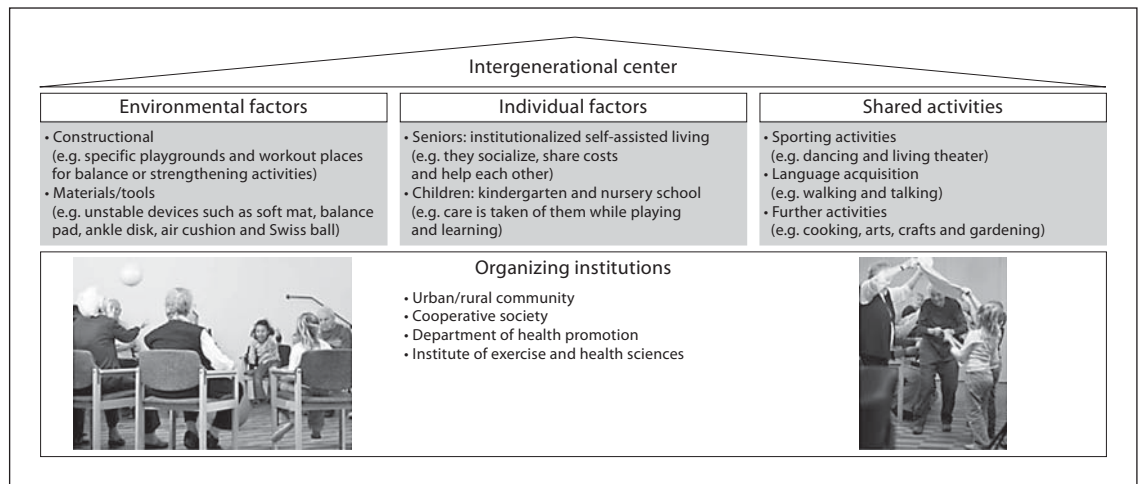 Intergenerational center
Environmental factors
• Constructional
(e.g. specific playgrounds and workout places
for balance or strengthening activities)
• Materials/tools
(e.g. unstable devices such as soft mat, balance
pad, ankle disk, air cushion and Swiss ball)
Individual factors
• Seniors: institutionalized self-assisted living
(e.g. they socialize, share costs
and help each other)
• Children: kindergarten and nursery school
(e.g. care is taken of them while playing
and learning)
Shared activities
• Sporting activities
(e.g. dancing and living theater)
• Language acquisition
(e.g. walking and talking)
• Further activities
(e.g. cooking, arts, crafts and gardening)
Organizing institutions
• Urban/rural community
• Cooperative society
• Department of health promotion
• Institute of exercise and health sciences